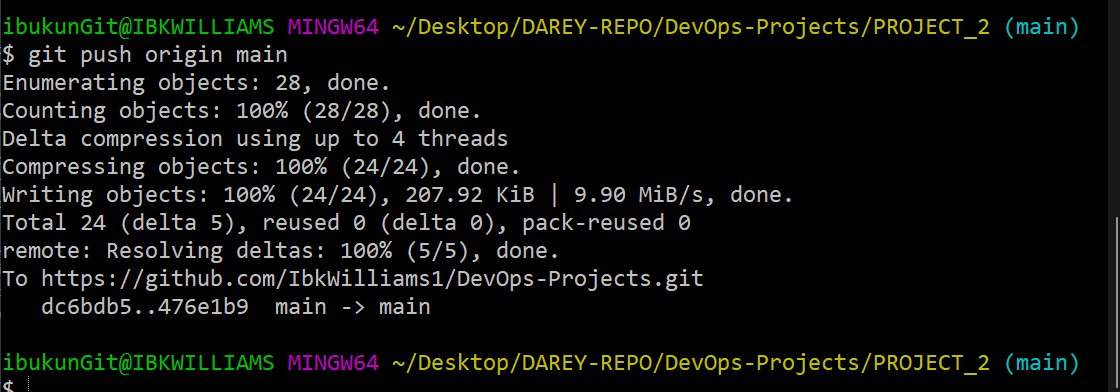 ibukunGit@IBKWILLIAMS MINGW64 ~/Desktop/DAREY-REPO/DevOps-Projects/PROJECT_2 (main)
$ git push origin main
Enumerating objects: 28, done.
Counting objects: 100% (28/28), done.
Delta compression using up to 4 threads
Compressing objects: 100% (24/24), done.
Writing objects: 100% (24/24), 207.92 KiB | 9.90 MiB/s, done.
Total 24 (delta 5), reused 0 (delta 0), pack-reused 0
remote: Resolving deltas: 100% (5/5), done.
To https://github.com/IbkWilliams1/DevOps-Projects.git
   dc6bdb5..476e1b9  main -> main
ibukunGit@IBKWILLIAMS MINGW64 ~/Desktop/DAREY-REPO/DevOps-Projects/PROJECT_2 (main)
$